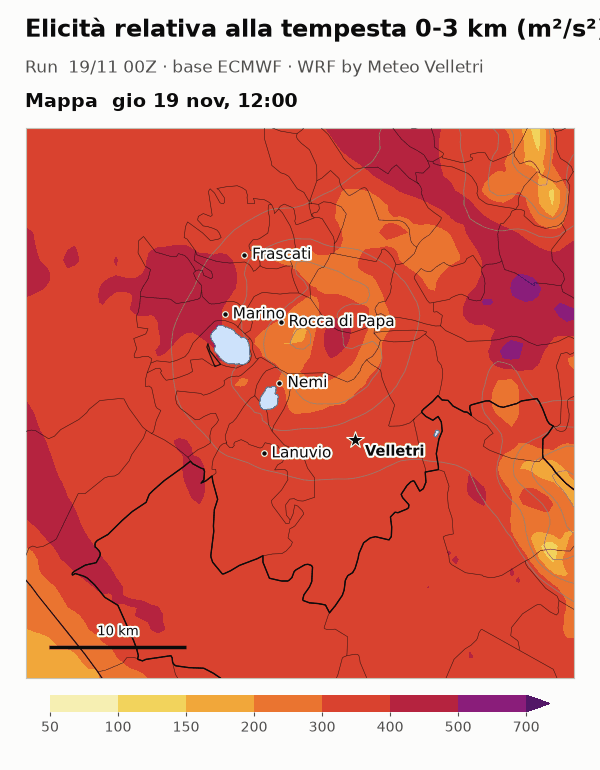 Elicità relativa alla tempesta 0-3 km (m²/s²)
Run  19/11 00Z · base ECMWF · WRF by Meteo Velletri
Mappa  gio 19 nov, 12:00
Frascati
Marino
Rocca di Papa
Nemi
Velletri
Lanuvio
10 km
50 100 150 200 300 400 500 700